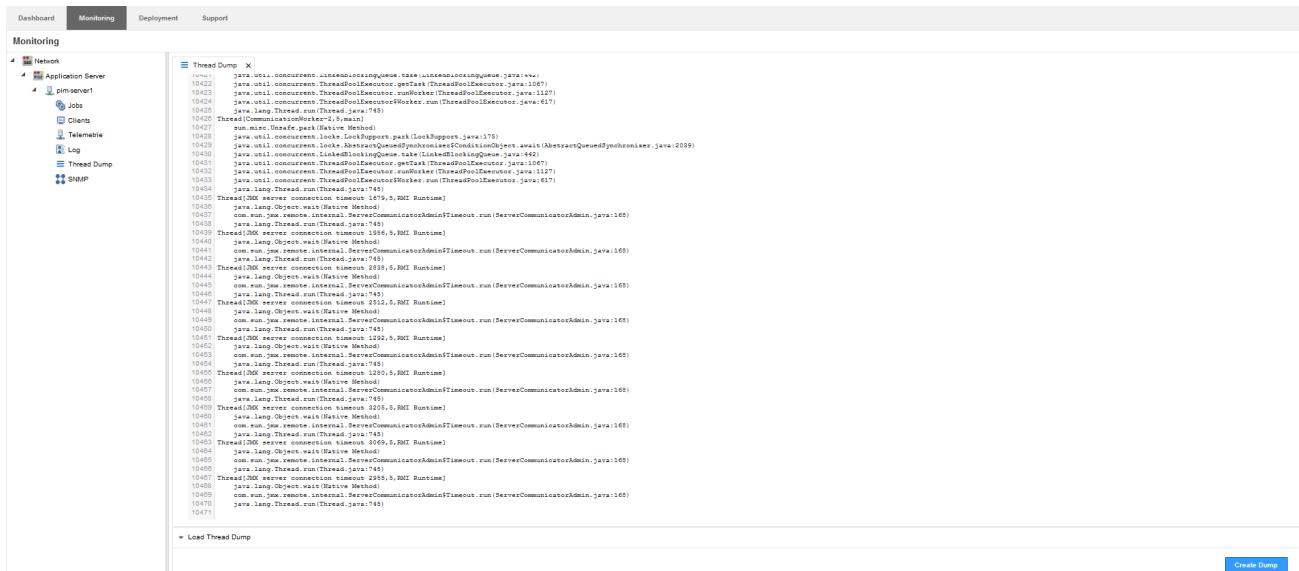 Dashboard Monitoring Deployment Support
Monitoring
Network
Application Server
pim-server1
Jobs
Clients
Telemetrie
Log
Thread Dump
SNMP
Thread Dump X
10421 java.util.concurrent.LinkedBlockingQueue.take(LinkedBlockingQueue.java:442)
10422 java.util.concurrent.ThreadPoolExecutor.getTask(ThreadPoolExecutor.java:1067)
10423 java.util.concurrent.ThreadPoolExecutor.runWorker(ThreadPoolExecutor.java:1127)
10424 java.util.concurrent.ThreadPoolExecutor$Worker.run(ThreadPoolExecutor.java:617)
10425 java.lang.Thread.run(Thread.java:745)
10426 Thread[CommunicationWorker-2,5,main]
10427 sun.misc.Unsafe.park(Native Method)
10428 java.util.concurrent.locks.LockSupport.park(LockSupport.java:175)
10429 java.util.concurrent.locks.AbstractQueuedSynchronizer$ConditionObject.await(AbstractQueuedSynchronizer.java:2039)
10430 java.util.concurrent.LinkedBlockingQueue.take(LinkedBlockingQueue.java:442)
10431 java.util.concurrent.ThreadPoolExecutor.getTask(ThreadPoolExecutor.java:1067)
10432 java.util.concurrent.ThreadPoolExecutor.runWorker(ThreadPoolExecutor.java:1127)
10433 java.util.concurrent.ThreadPoolExecutor$Worker.run(ThreadPoolExecutor.java:617)
10434 java.lang.Thread.run(Thread.java:745)
10435 Thread[JMX server connection timeout 1679,5,RMI Runtime]
10436 java.lang.Object.wait(Native Method)
10437 com.sun.jmx.remote.internal.ServerCommunicatorAdmin$Timeout.run(ServerCommunicatorAdmin.java:168)
10438 java.lang.Thread.run(Thread.java:745)
10439 Thread[JMX server connection timeout 1956,5,RMI Runtime]
10440 java.lang.Object.wait(Native Method)
10441 com.sun.jmx.remote.internal.ServerCommunicatorAdmin$Timeout.run(ServerCommunicatorAdmin.java:168)
10442 java.lang.Thread.run(Thread.java:745)
10443 Thread[JMX server connection timeout 2838,5,RMI Runtime]
10444 java.lang.Object.wait(Native Method)
10445 com.sun.jmx.remote.internal.ServerCommunicatorAdmin$Timeout.run(ServerCommunicatorAdmin.java:168)
10446 java.lang.Thread.run(Thread.java:745)
10447 Thread[JMX server connection timeout 2512,5,RMI Runtime]
10448 java.lang.Object.wait(Native Method)
10449 com.sun.jmx.remote.internal.ServerCommunicatorAdmin$Timeout.run(ServerCommunicatorAdmin.java:168)
10450 java.lang.Thread.run(Thread.java:745)
10451 Thread[JMX server connection timeout 1292,5,RMI Runtime]
10452 java.lang.Object.wait(Native Method)
10453 com.sun.jmx.remote.internal.ServerCommunicatorAdmin$Timeout.run(ServerCommunicatorAdmin.java:168)
10454 java.lang.Thread.run(Thread.java:745)
10455 Thread[JMX server connection timeout 1280,5,RMI Runtime]
10456 java.lang.Object.wait(Native Method)
10457 com.sun.jmx.remote.internal.ServerCommunicatorAdmin$Timeout.run(ServerCommunicatorAdmin.java:168)
10458 java.lang.Thread.run(Thread.java:745)
10459 Thread[JMX server connection timeout 3205,5,RMI Runtime]
10460 java.lang.Object.wait(Native Method)
10461 com.sun.jmx.remote.internal.ServerCommunicatorAdmin$Timeout.run(ServerCommunicatorAdmin.java:168)
10462 java.lang.Thread.run(Thread.java:745)
10463 Thread[JMX server connection timeout 3069,5,RMI Runtime]
10464 java.lang.Object.wait(Native Method)
10465 com.sun.jmx.remote.internal.ServerCommunicatorAdmin$Timeout.run(ServerCommunicatorAdmin.java:168)
10466 java.lang.Thread.run(Thread.java:745)
10467 Thread[JMX server connection timeout 2955,5,RMI Runtime]
10468 java.lang.Object.wait(Native Method)
10469 com.sun.jmx.remote.internal.ServerCommunicatorAdmin$Timeout.run(ServerCommunicatorAdmin.java:168)
10470 java.lang.Thread.run(Thread.java:745)
10471
Load Thread Dump
Create Dump